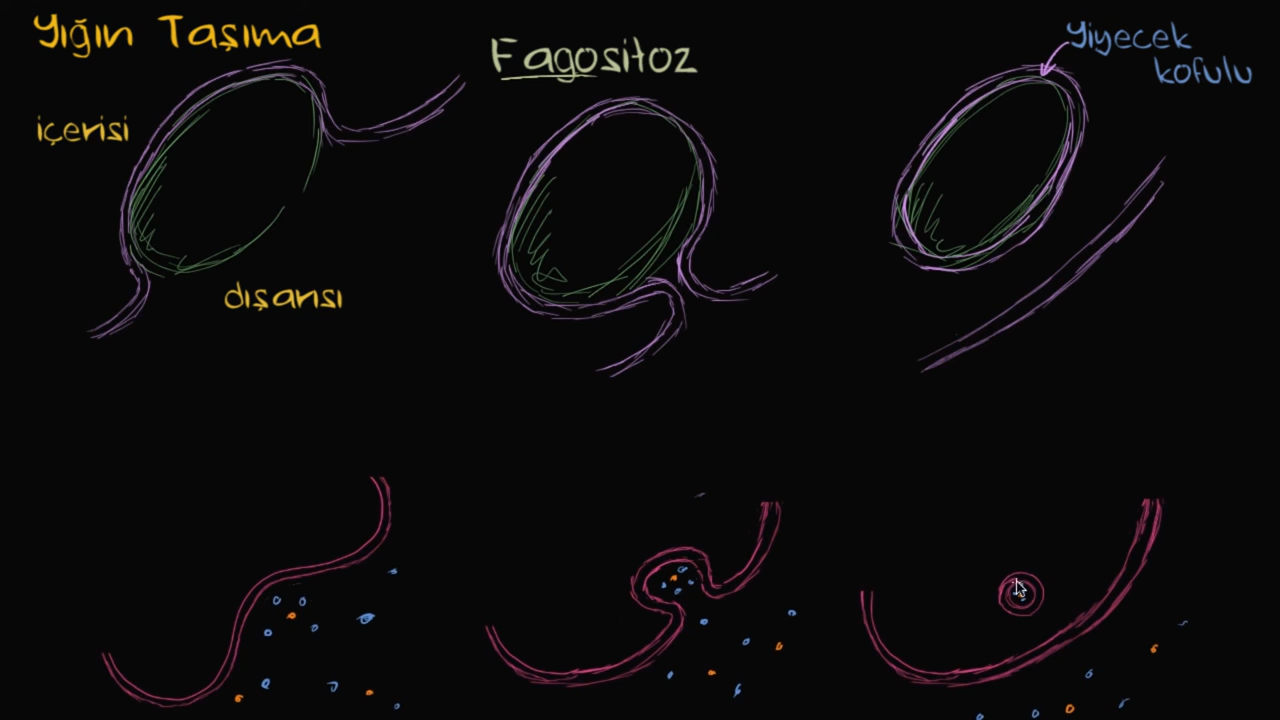 Yığın Taşıma
Fagositoz
Yiyecek
kofulu
içerisi
dışarısı